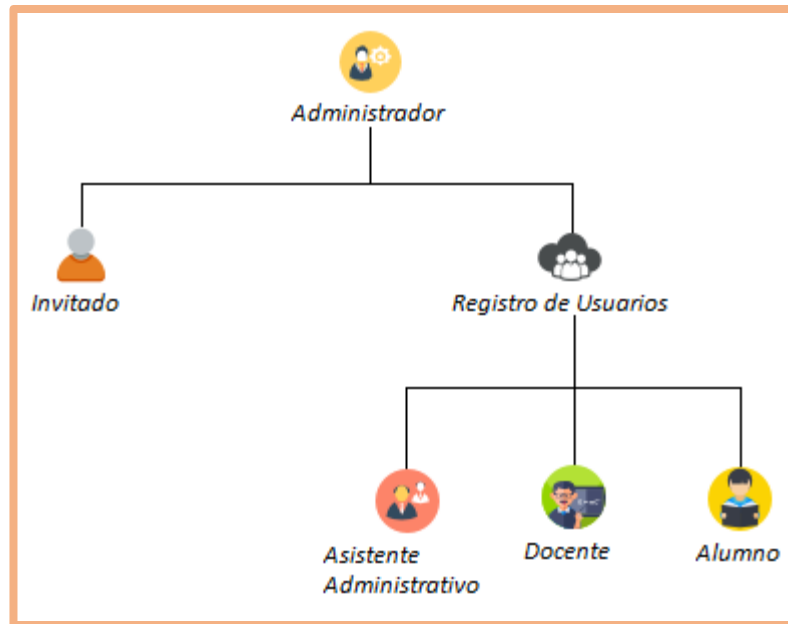 Administrador
Invitado
Registro de Usuarios
Asistente
Administrativo
Docente
Alumno